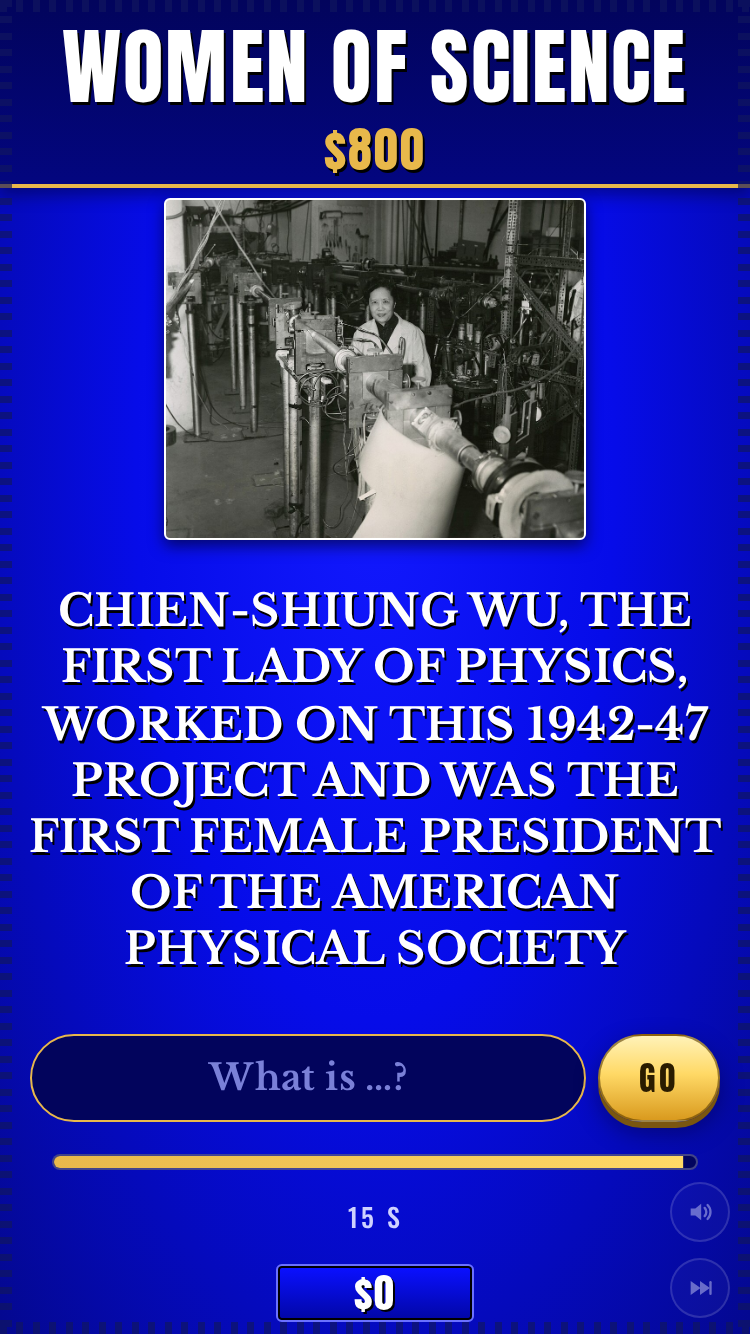 WOMEN OF SCIENCE
$800
CHIEN-SHIUNG WU, THE
FIRST LADY OF PHYSICS,
WORKED ON THIS 1942-47
PROJECT AND WAS THE
FIRST FEMALE PRESIDENT
OF THE AMERICAN
PHYSICAL SOCIETY
What is ...?
GO
15 S
$0